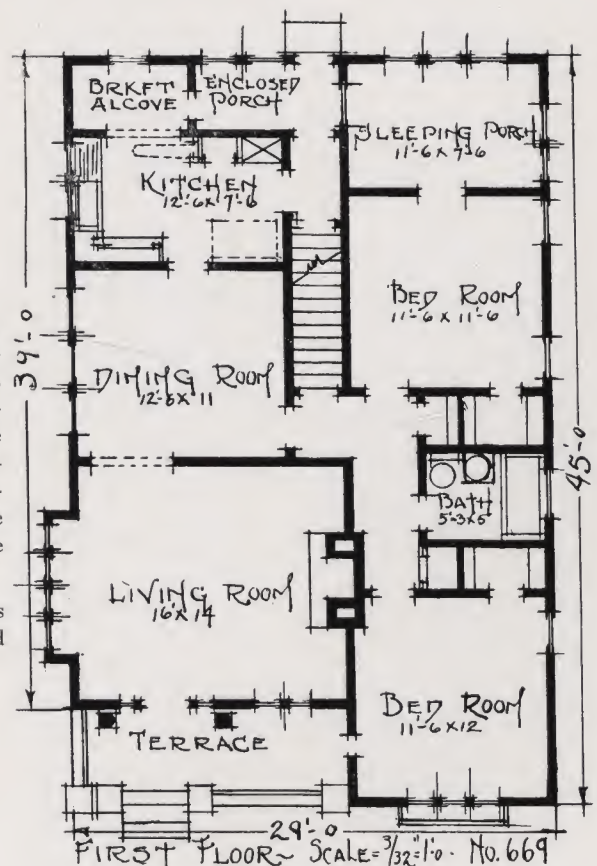 BRKFT
ALCOVE
ENCLOSED
PORCH
SLEEPING PORCH
11'-6 X 7'-6
KITCHEN
12'-6 X 7'-6
BED ROOM
11'-6 X 11'-6
39'-0
DINING ROOM
12'-6 X 11
45'-0
BATH
5'-3 X 5'
LIVING ROOM
16' X 14
BED ROOM
11'-6 X 12
TERRACE
29'-0
FIRST FLOOR~ SCALE = 3/32" = 1'-0 - No. 669